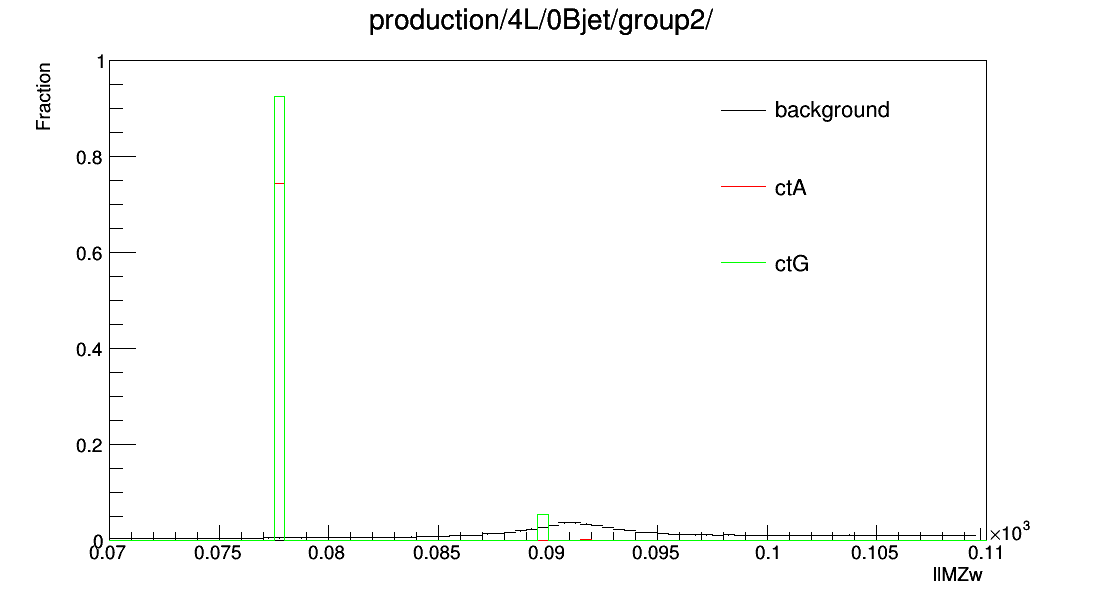 production/4L/0Bjet/group2/
Fraction
background
ctA
ctG
1
0.8
0.6
0.4
0.2
0
0.07 0.075 0.08 0.085 0.09 0.095 0.1 0.105 0.11
×10³
llMZw